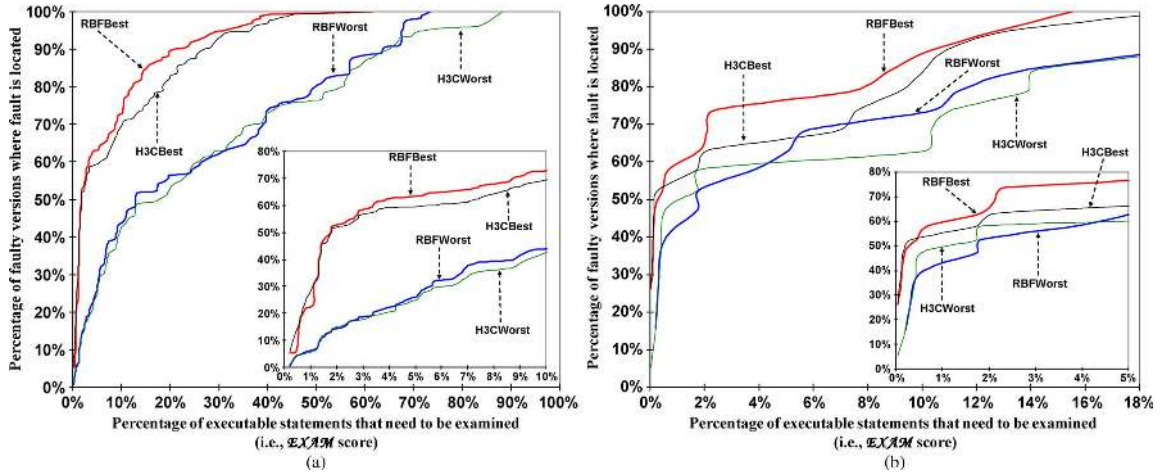 Percentage of faulty versions where fault is located
100%
90%
80%
70%
60%
50%
40%
30%
20%
10%
0%
RBFBest
RBFWorst
H3CWorst
H3CBest
80%
70%
60%
50%
40%
30%
20%
10%
0%
RBFBest
H3CBest
RBFWorst
H3CWorst
0% 1% 2% 3% 4% 5% 6% 7% 8% 9% 10%
0% 10% 20% 30% 40% 50% 60% 70% 80% 90% 100%
Percentage of executable statements that need to be examined
(i.e., EXAM score)
(a)
Percentage of faulty versions where fault is located
100%
90%
80%
70%
60%
50%
40%
30%
20%
10%
0%
RBFBest
H3CBest
RBFWorst
H3CWorst
80%
70%
60%
50%
40%
30%
20%
10%
0%
H3CBest
RBFBest
H3CWorst
RBFWorst
0% 1% 2% 3% 4% 5%
0% 2% 4% 6% 8% 10% 12% 14% 16% 18%
Percentage of executable statements that need to be examined
(i.e., EXAM score)
(b)